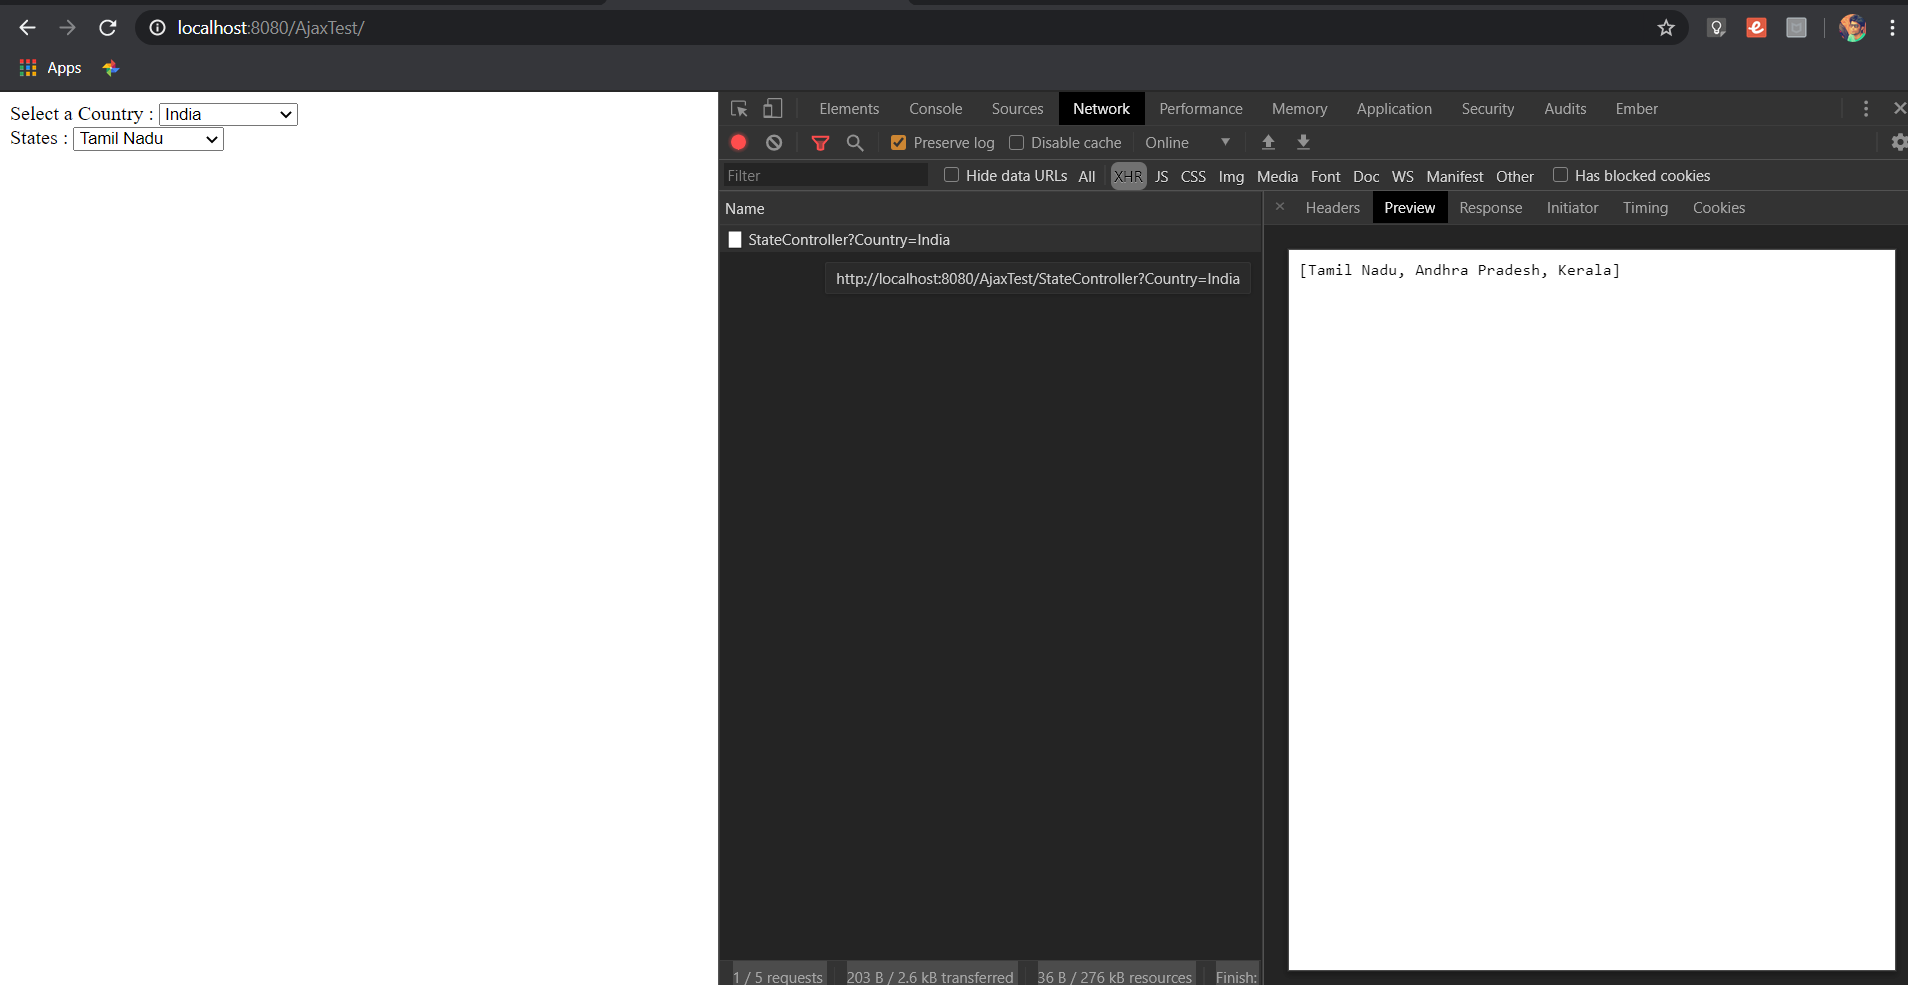 localhost:8080/AjaxTest/
Apps
Select a Country : India
States : Tamil Nadu
Elements Console Sources Network Performance Memory Application Security Audits Ember
Preserve log Disable cache Online
Filter Hide data URLs All XHR JS CSS Img Media Font Doc WS Manifest Other Has blocked cookies
Name
Headers Preview Response Initiator Timing Cookies
StateController?Country=India
http://localhost:8080/AjaxTest/StateController?Country=India
[Tamil Nadu, Andhra Pradesh, Kerala]
1 / 5 requests 203 B / 2.6 kB transferred 36 B / 276 kB resources Finish: